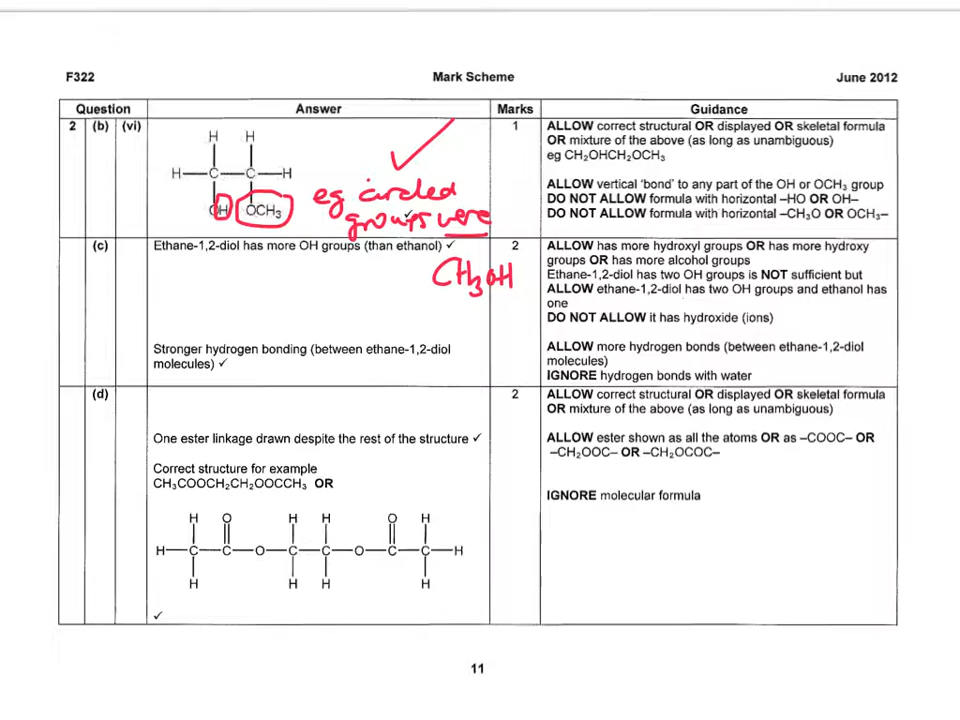 F322 Mark Scheme June 2012
Question Answer Marks Guidance
2 (b) (vi) 1
H H
H—C—C—H
OH OCH₃
eg circled
groups were
CH₃OH
ALLOW correct structural OR displayed OR skeletal formula
OR mixture of the above (as long as unambiguous)
eg CH₂OHCH₂OCH₃
ALLOW vertical 'bond' to any part of the OH or OCH₃ group
DO NOT ALLOW formula with horizontal –HO OR OH–
DO NOT ALLOW formula with horizontal –CH₃O OR OCH₃–
(c) Ethane-1,2-diol has more OH groups (than ethanol) ✓ 2
ALLOW has more hydroxyl groups OR has more hydroxy
groups OR has more alcohol groups
Ethane-1,2-diol has two OH groups is NOT sufficient but
ALLOW ethane-1,2-diol has two OH groups and ethanol has
one
DO NOT ALLOW it has hydroxide (ions)
Stronger hydrogen bonding (between ethane-1,2-diol
molecules) ✓
ALLOW more hydrogen bonds (between ethane-1,2-diol
molecules)
IGNORE hydrogen bonds with water
(d) 2
ALLOW correct structural OR displayed OR skeletal formula
OR mixture of the above (as long as unambiguous)
One ester linkage drawn despite the rest of the structure ✓
ALLOW ester shown as all the atoms OR as –COOC– OR
–CH₂OOC– OR –CH₂OCOC–
Correct structure for example
CH₃COOCH₂CH₂OOCCH₃ OR
IGNORE molecular formula
H O H H O H
H—C—C—O—C—C—O—C—C—H
H H H H
✓
11